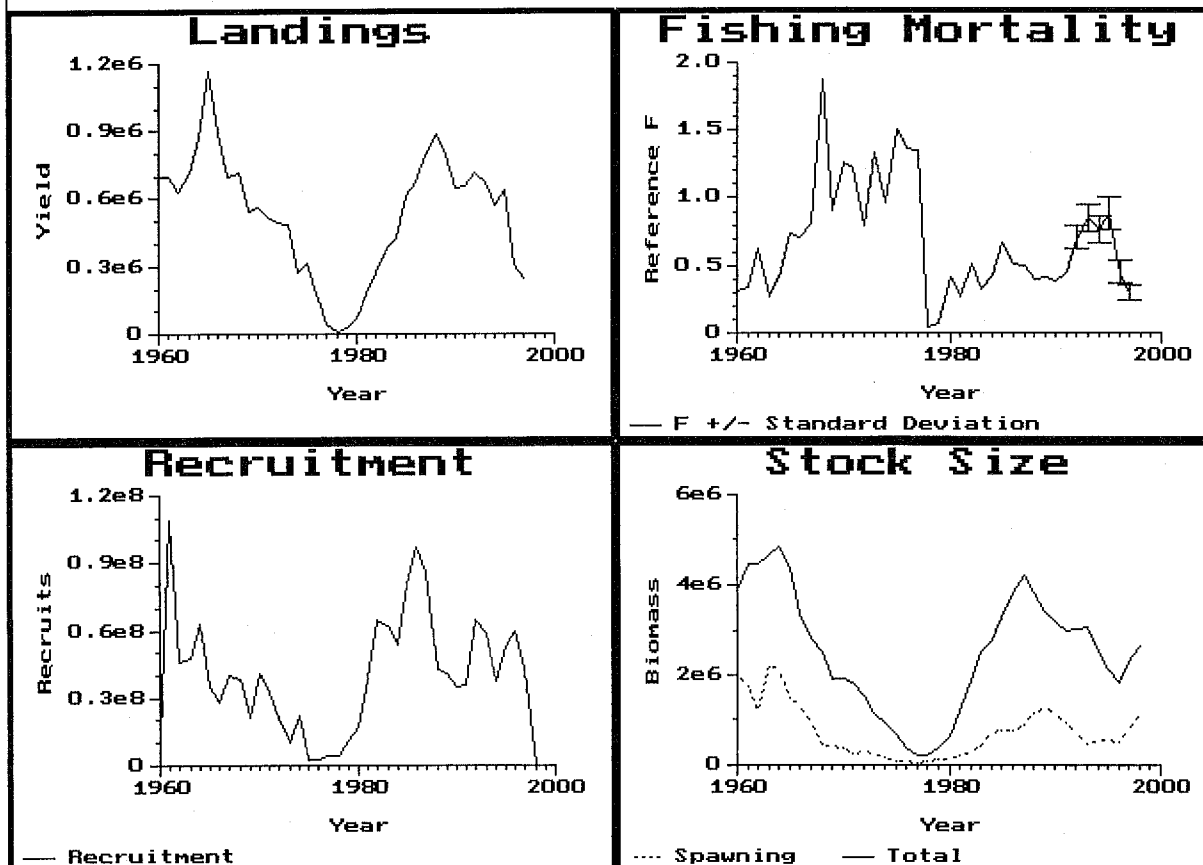 Landings
Yield
1.2e6
0.9e6
0.6e6
0.3e6
0
1960
1980
2000
Year
Fishing Mortality
Reference F
2.0
1.5
1.0
0.5
0
1960
1980
2000
Year
— F +/- Standard Deviation
Recruitment
Recruits
1.2e8
0.9e8
0.6e8
0.3e8
0
1960
1980
2000
Year
— Recruitment
Stock Size
Biomass
6e6
4e6
2e6
0
1960
1980
2000
Year
---- Spawning — Total